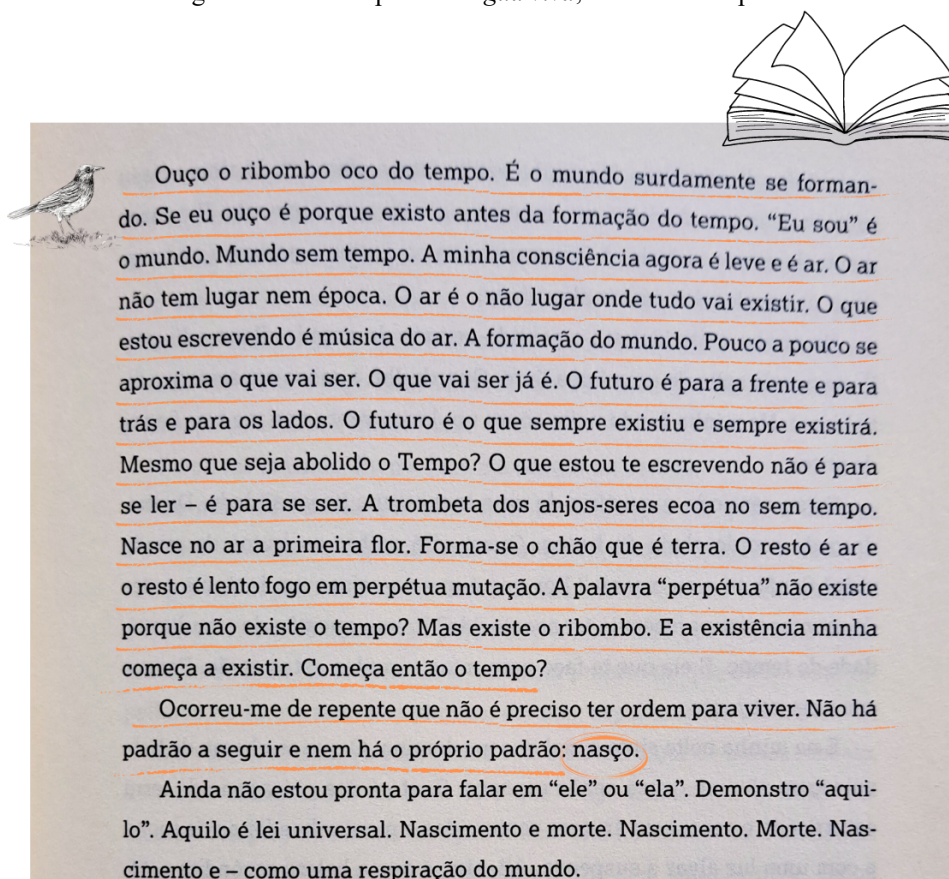 Ouço o ribombo oco do tempo. É o mundo surdamente se forman-
do. Se eu ouço é porque existo antes da formação do tempo. “Eu sou” é
o mundo. Mundo sem tempo. A minha consciência agora é leve e é ar. O ar
não tem lugar nem época. O ar é o não lugar onde tudo vai existir. O que
estou escrevendo é música do ar. A formação do mundo. Pouco a pouco se
aproxima o que vai ser. O que vai ser já é. O futuro é para a frente e para
trás e para os lados. O futuro é o que sempre existiu e sempre existirá.
Mesmo que seja abolido o Tempo? O que estou te escrevendo não é para
se ler – é para se ser. A trombeta dos anjos-seres ecoa no sem tempo.
Nasce no ar a primeira flor. Forma-se o chão que é terra. O resto é ar e
o resto é lento fogo em perpétua mutação. A palavra “perpétua” não existe
porque não existe o tempo? Mas existe o ribombo. E a existência minha
começa a existir. Começa então o tempo?
Ocorreu-me de repente que não é preciso ter ordem para viver. Não há
padrão a seguir e nem há o próprio padrão: nasço.
Ainda não estou pronta para falar em “ele” ou “ela”. Demonstro “aqui-
lo”. Aquilo é lei universal. Nascimento e morte. Nascimento. Morte. Nas-
cimento e – como uma respiração do mundo.